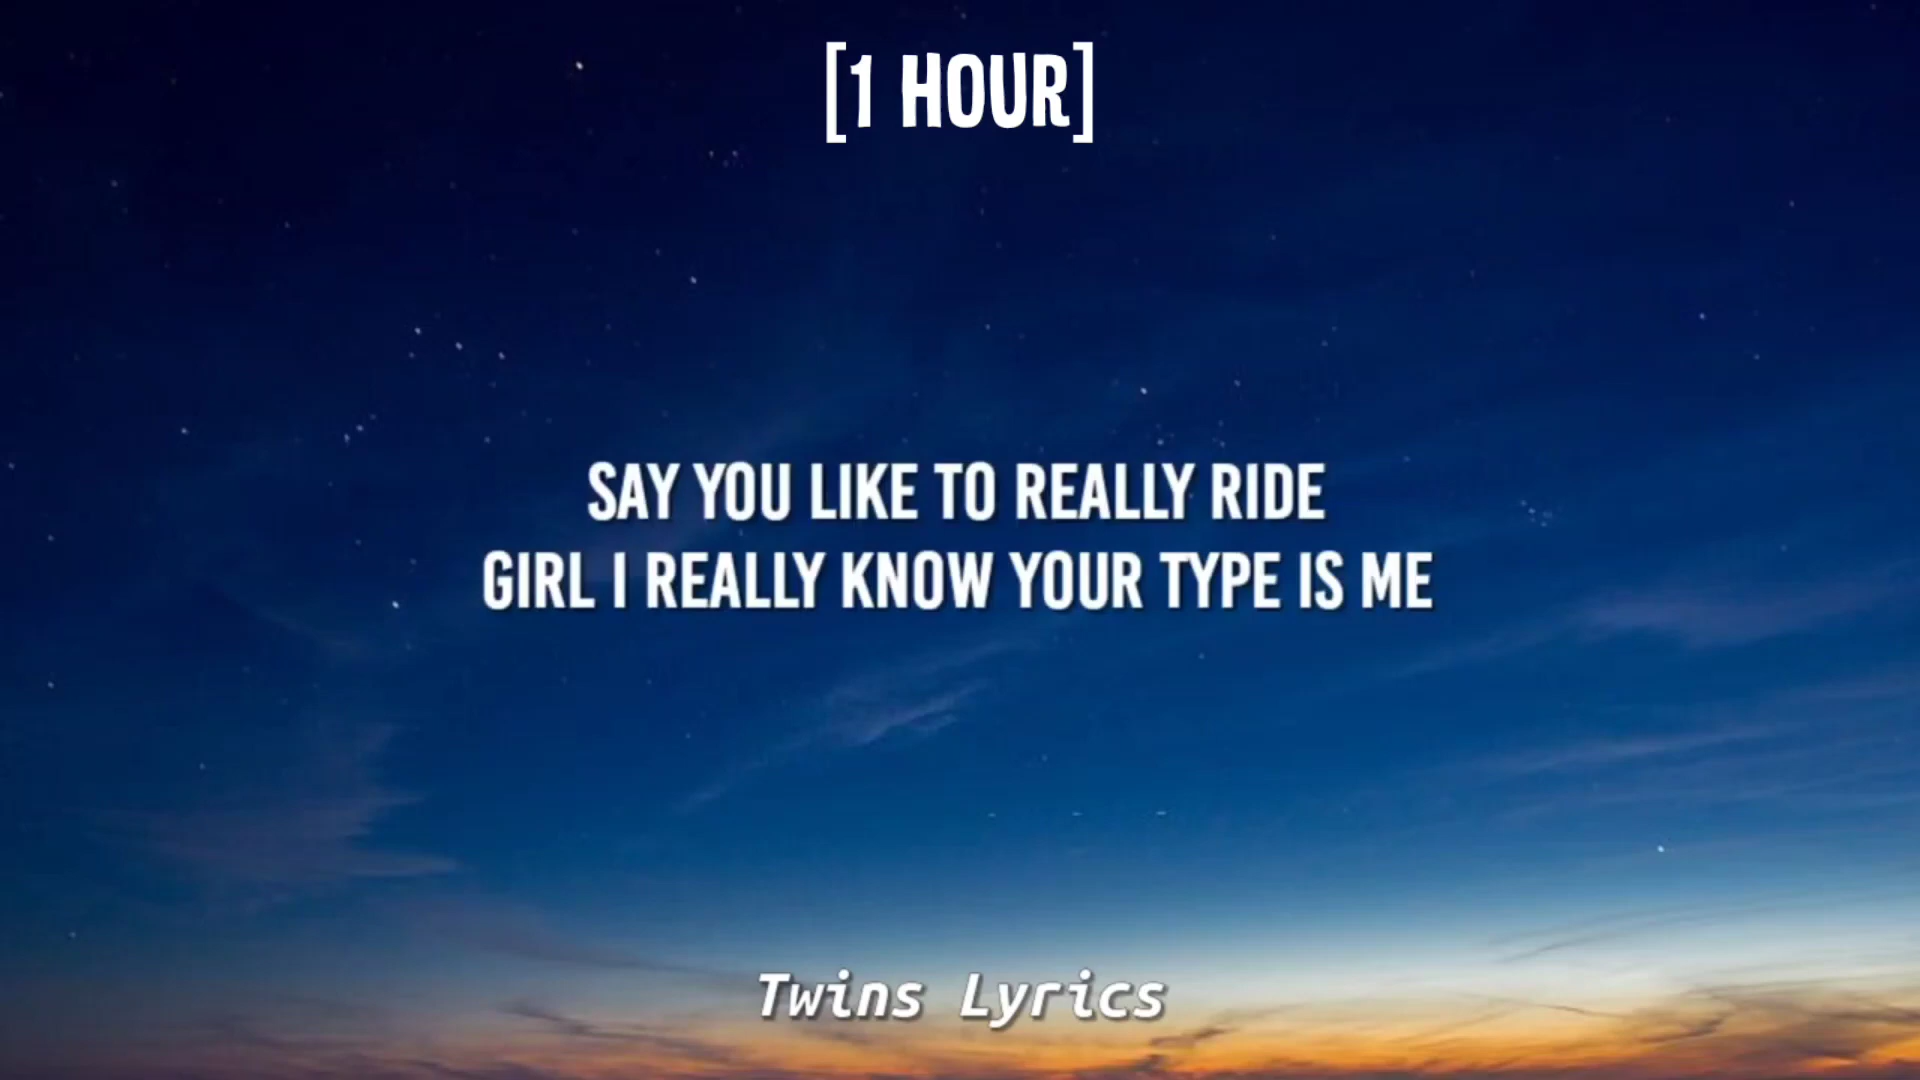 [1 HOUR]
SAY YOU LIKE TO REALLY RIDE
GIRL I REALLY KNOW YOUR TYPE IS ME
Twins Lyrics